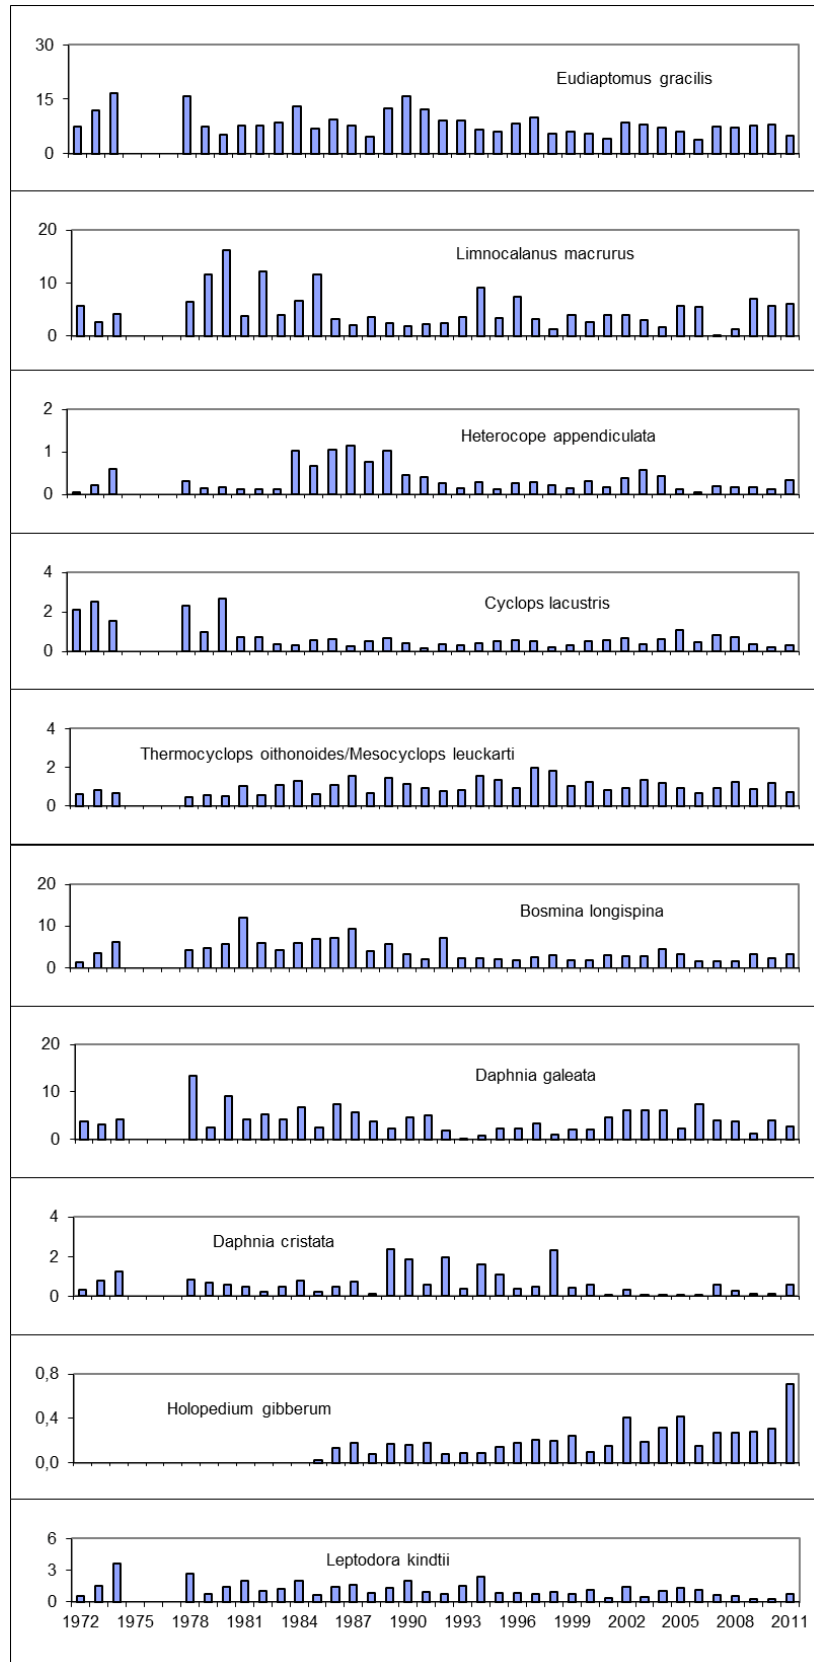 30
Eudiaptomus gracilis
15
0
20
Limnocalanus macrurus
10
0
2
Heterocope appendiculata
1
0
4
Cyclops lacustris
2
0
4
Thermocyclops oithonoides/Mesocyclops leuckarti
2
0
20
Bosmina longispina
10
0
20
Daphnia galeata
10
0
4
Daphnia cristata
2
0
0,8
Holopedium gibberum
0,4
0,0
6
Leptodora kindtii
3
0
1972 1975 1978 1981 1984 1987 1990 1993 1996 1999 2002 2005 2008 2011